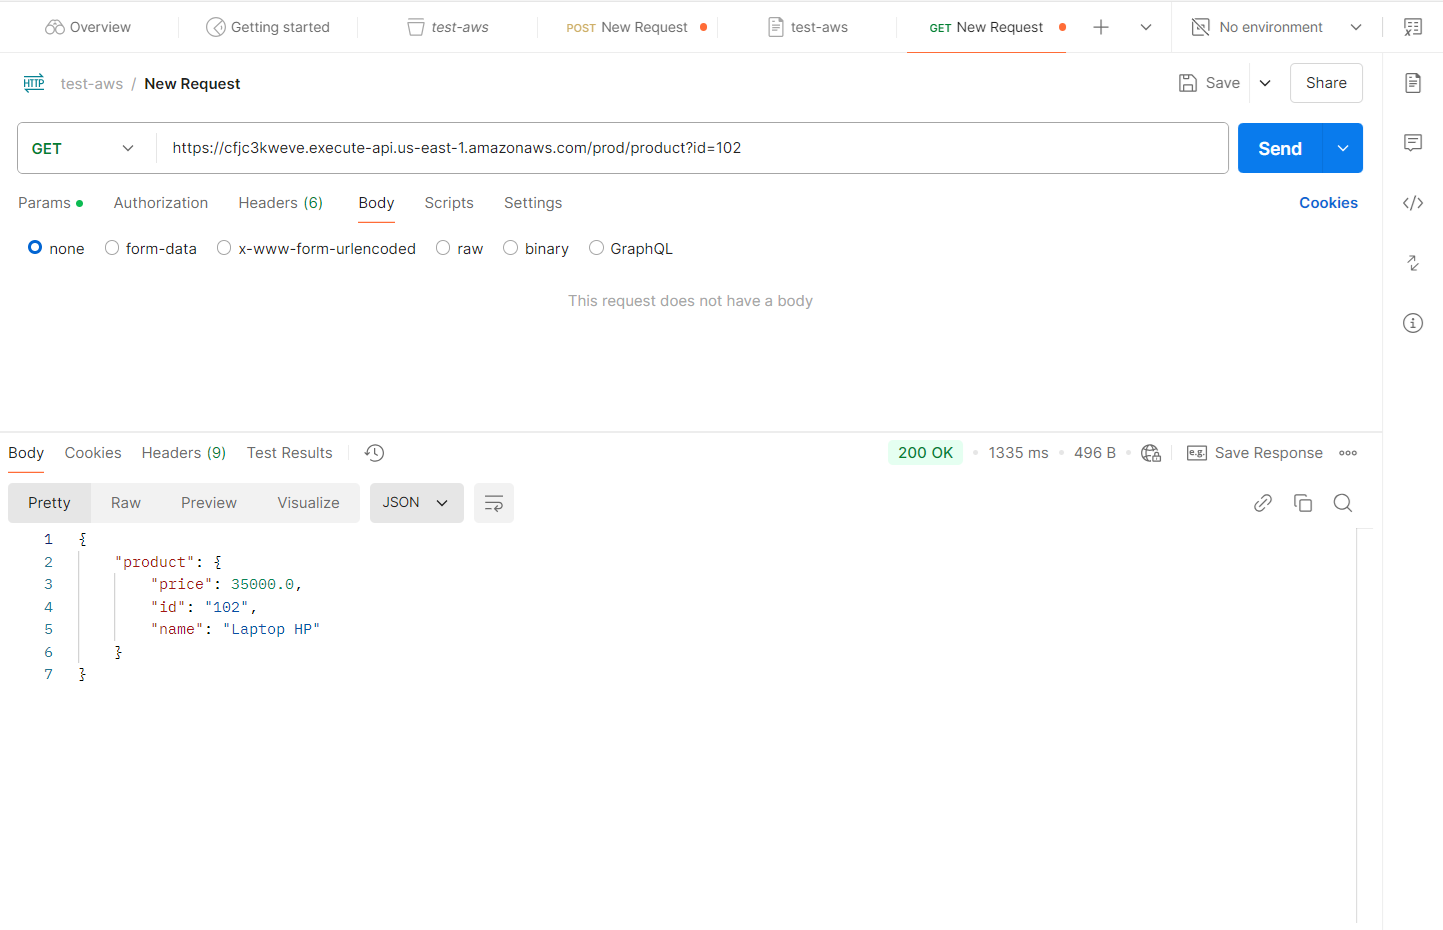 Overview Getting started test-aws POST New Request test-aws GET New Request No environment
HTTP test-aws / New Request Save Share
GET https://cfjc3kweve.execute-api.us-east-1.amazonaws.com/prod/product?id=102 Send
Params Authorization Headers (6) Body Scripts Settings Cookies
none form-data x-www-form-urlencoded raw binary GraphQL
This request does not have a body
Body Cookies Headers (9) Test Results 200 OK 1335 ms 496 B e.g. Save Response
Pretty Raw Preview Visualize JSON
1 {
2 "product": {
3 "price": 35000.0,
4 "id": "102",
5 "name": "Laptop HP"
6 }
7 }